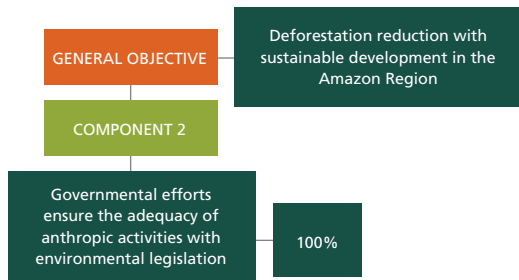 GENERAL OBJECTIVE
Deforestation reduction with
sustainable development in the
Amazon Region
COMPONENT 2
Governmental efforts
ensure the adequacy of
anthropic activities with
environmental legislation
100%